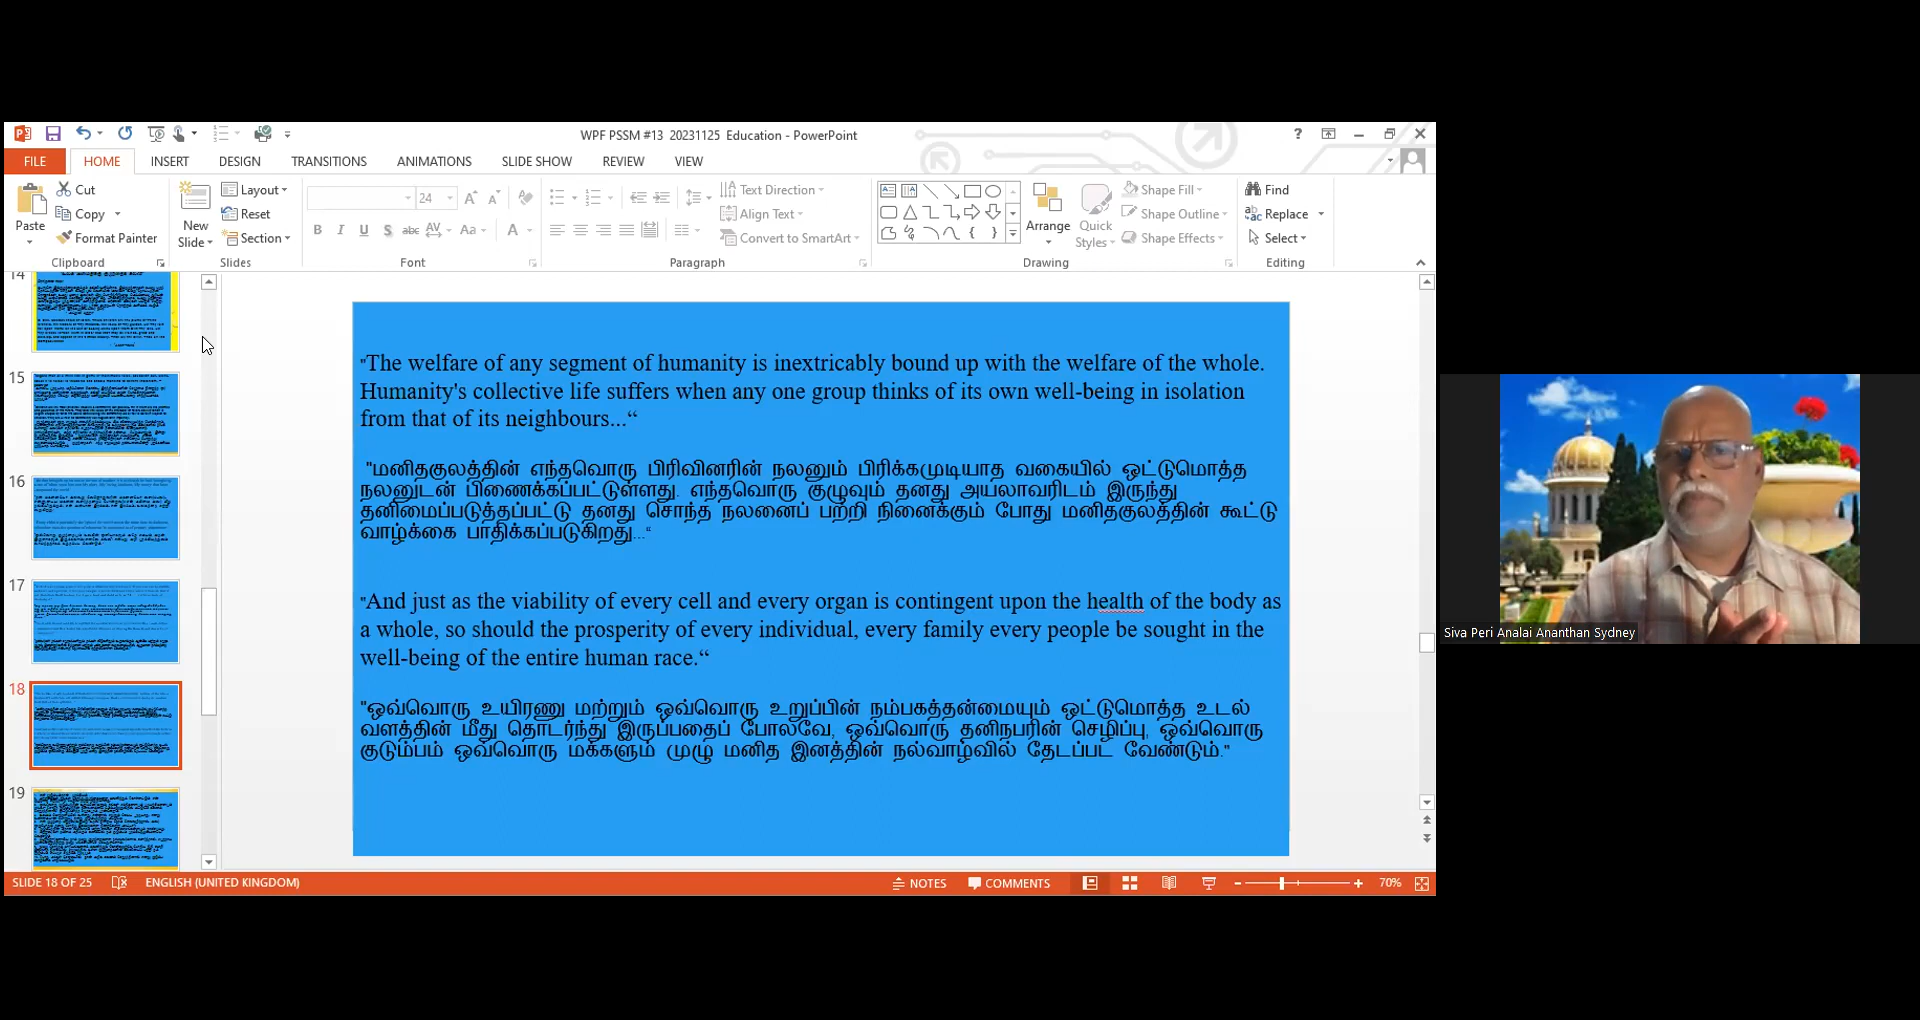 WPF PSSM #13 20231125 Education - PowerPoint
FILE HOME INSERT DESIGN TRANSITIONS ANIMATIONS SLIDE SHOW REVIEW VIEW
Cut
Copy
Format Painter
Paste
Clipboard
New
Slide
Layout
Reset
Section
Slides
24
Font
Text Direction
Align Text
Convert to SmartArt
Paragraph
Arrange
Quick
Styles
Shape Fill
Shape Outline
Shape Effects
Drawing
Find
Replace
Select
Editing
14
15
16
17
18
19
"The welfare of any segment of humanity is inextricably bound up with the welfare of the whole.
Humanity's collective life suffers when any one group thinks of its own well-being in isolation
from that of its neighbours...“
"மனிதகுலத்தின் எந்தவொரு பிரிவினரின் நலனும் பிரிக்கமுடியாத வகையில் ஒட்டுமொத்த
நலனுடன் பிணைக்கப்பட்டுள்ளது. எந்தவொரு குழுவும் தனது அயலாவரிடம் இருந்து
தனிமைப்படுத்தப்பட்டு தனது சொந்த நலனைப் பற்றி நினைக்கும் போது மனிதகுலத்தின் கூட்டு
வாழ்க்கை பாதிக்கப்படுகிறது...“
"And just as the viability of every cell and every organ is contingent upon the health of the body as
a whole, so should the prosperity of every individual, every family every people be sought in the
well-being of the entire human race.“
"ஒவ்வொரு உயிரணு மற்றும் ஒவ்வொரு உறுப்பின் நம்பகத்தன்மையும் ஒட்டுமொத்த உடல்
வளத்தின் மீது தொடர்ந்து இருப்பதைப் போலவே, ஒவ்வொரு தனிநபரின் செழிப்பு, ஒவ்வொரு
குடும்பம் ஒவ்வொரு மக்களும் முழு மனித இனத்தின் நல்வாழ்வில் தேடப்பட வேண்டும்."
Siva Peri Analai Ananthan Sydney
SLIDE 18 OF 25 ENGLISH (UNITED KINGDOM) NOTES COMMENTS 70%